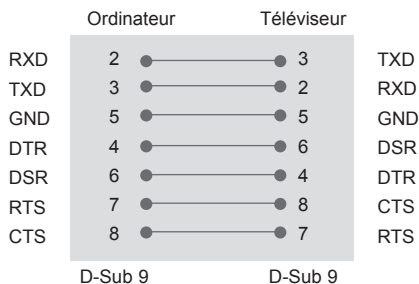 Ordinateur Téléviseur
RXD 2 3 TXD
TXD 3 2 RXD
GND 5 5 GND
DTR 4 6 DSR
DSR 6 4 DTR
RTS 7 8 CTS
CTS 8 7 RTS
D-Sub 9 D-Sub 9